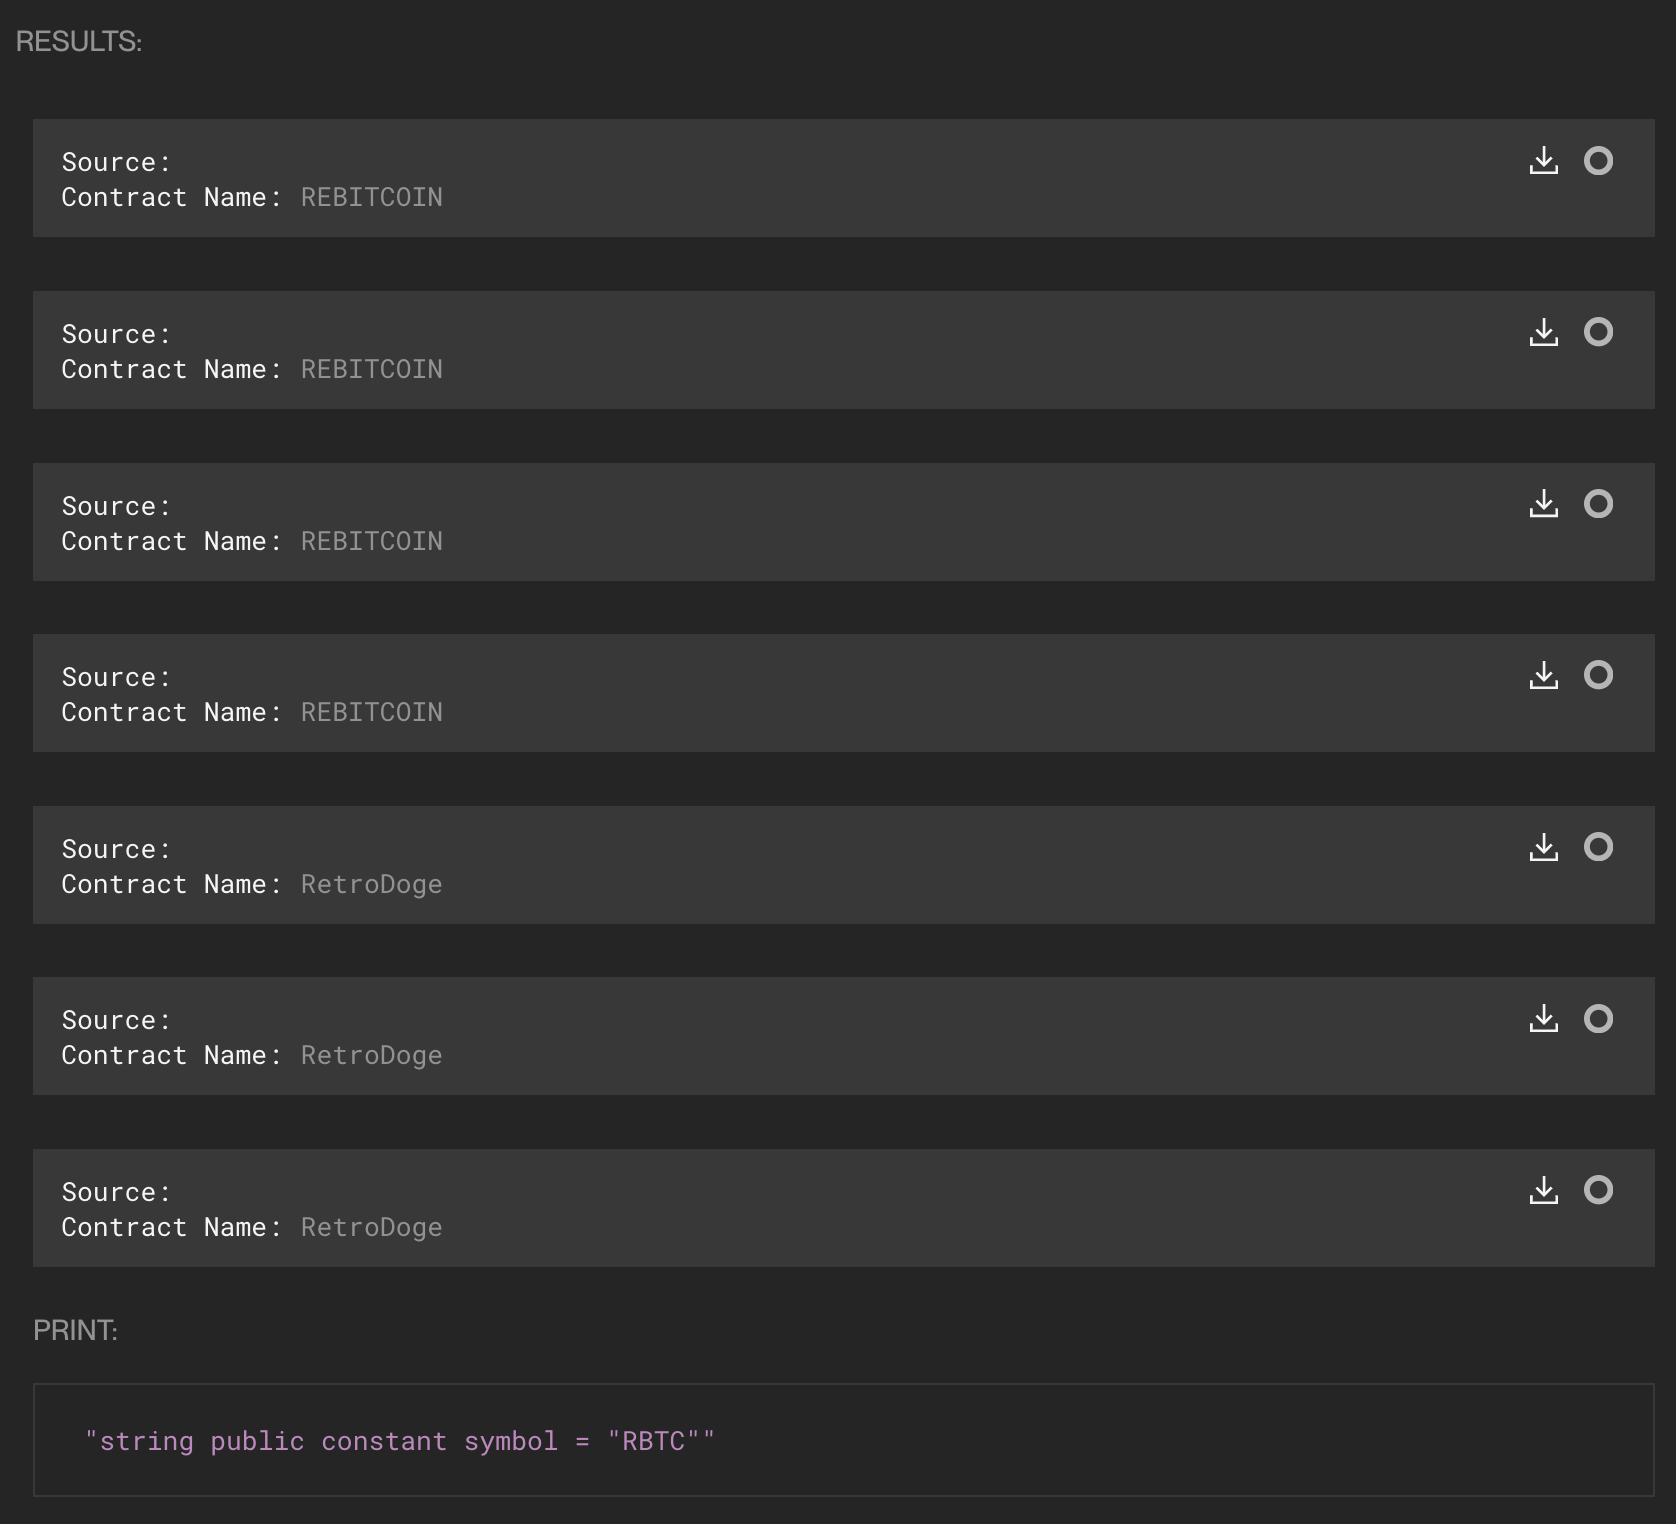 RESULTS:
Source:
Contract Name: REBITCOIN
Source:
Contract Name: REBITCOIN
Source:
Contract Name: REBITCOIN
Source:
Contract Name: REBITCOIN
Source:
Contract Name: RetroDoge
Source:
Contract Name: RetroDoge
Source:
Contract Name: RetroDoge
PRINT:
"string public constant symbol = "RBTC""